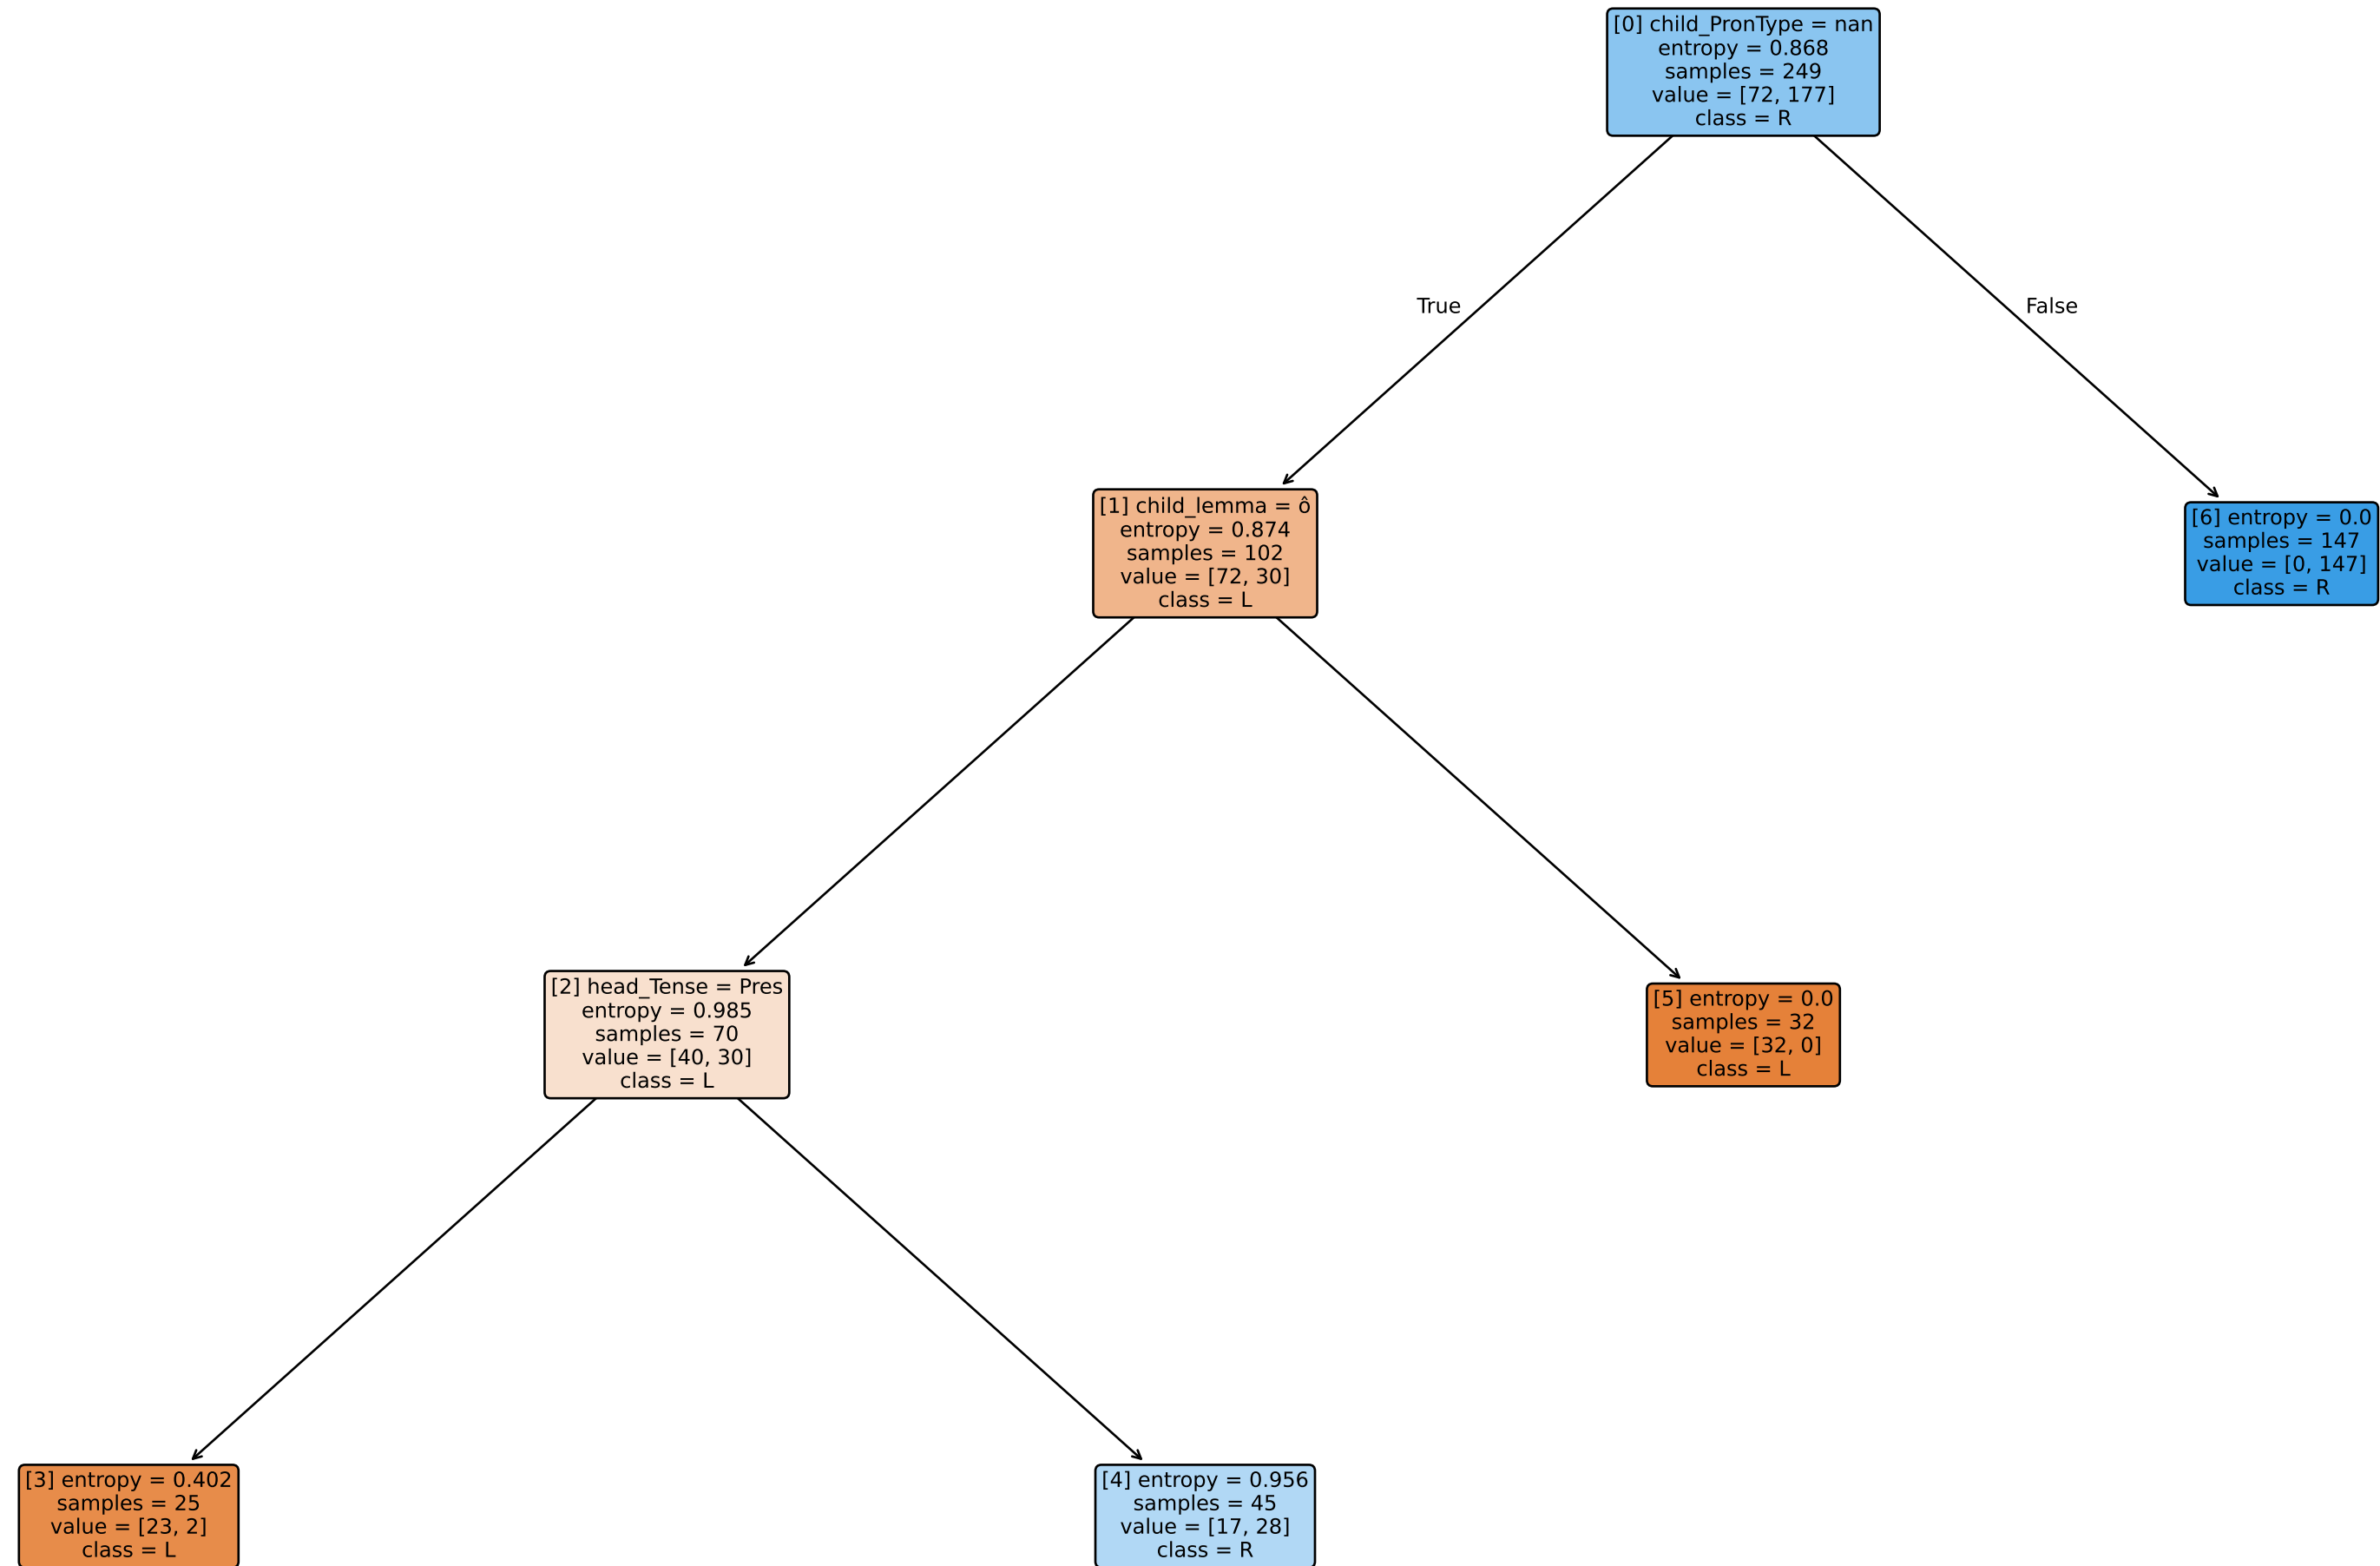 [0] child_PronType = nan
entropy = 0.868
samples = 249
value = [72, 177]
class = R
True
False
[1] child_lemma = ô
entropy = 0.874
samples = 102
value = [72, 30]
class = L
[6] entropy = 0.0
samples = 147
value = [0, 147]
class = R
[2] head_Tense = Pres
entropy = 0.985
samples = 70
value = [40, 30]
class = L
[5] entropy = 0.0
samples = 32
value = [32, 0]
class = L
[3] entropy = 0.402
samples = 25
value = [23, 2]
class = L
[4] entropy = 0.956
samples = 45
value = [17, 28]
class = R